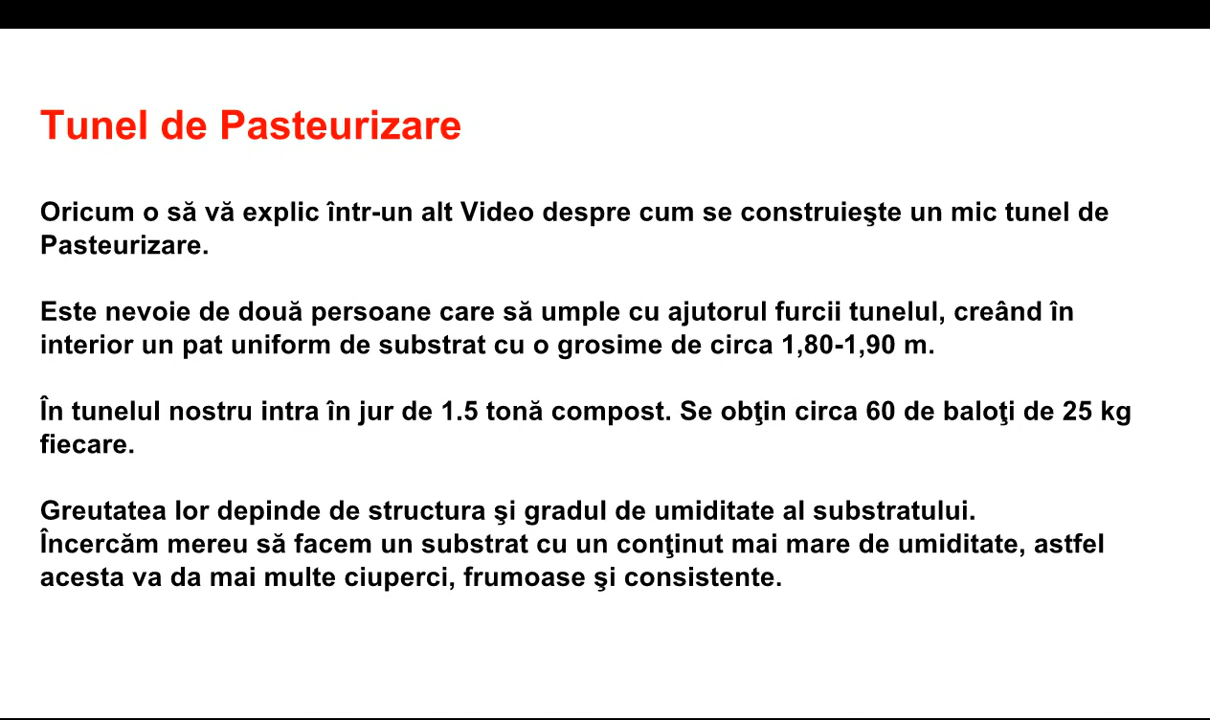 Tunel de Pasteurizare
Oricum o să vă explic într-un alt Video despre cum se construieşte un mic tunel de
Pasteurizare.
Este nevoie de două persoane care să umple cu ajutorul furcii tunelul, creând în
interior un pat uniform de substrat cu o grosime de circa 1,80-1,90 m.
În tunelul nostru intra în jur de 1.5 tonă compost. Se obţin circa 60 de baloţi de 25 kg
fiecare.
Greutatea lor depinde de structura şi gradul de umiditate al substratului.
Încercăm mereu să facem un substrat cu un conţinut mai mare de umiditate, astfel
acesta va da mai multe ciuperci, frumoase şi consistente.